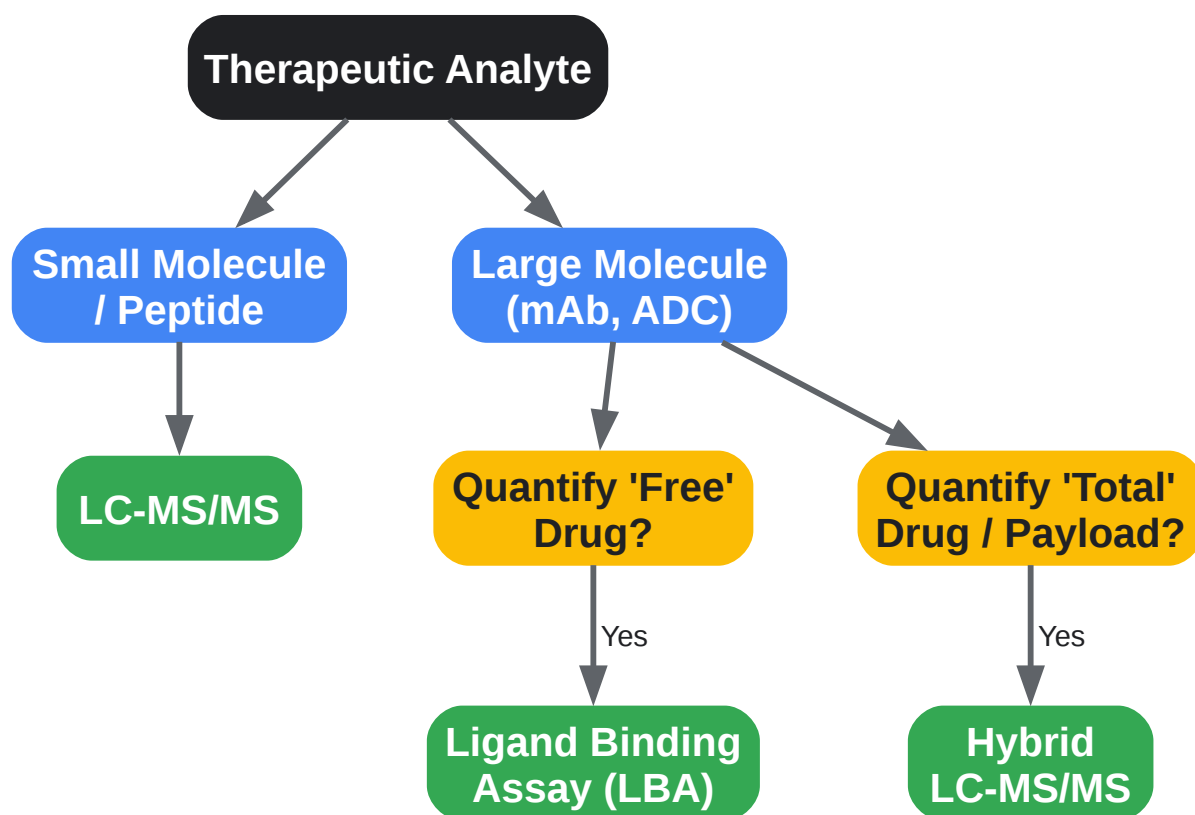 Therapeutic Analyte
Small Molecule
/ Peptide
Large Molecule
(mAb, ADC)
LC-MS/MS
Quantify 'Free'
Drug?
Quantify 'Total'
Drug / Payload?
Yes
Yes
Ligand Binding
Assay (LBA)
Hybrid
LC-MS/MS